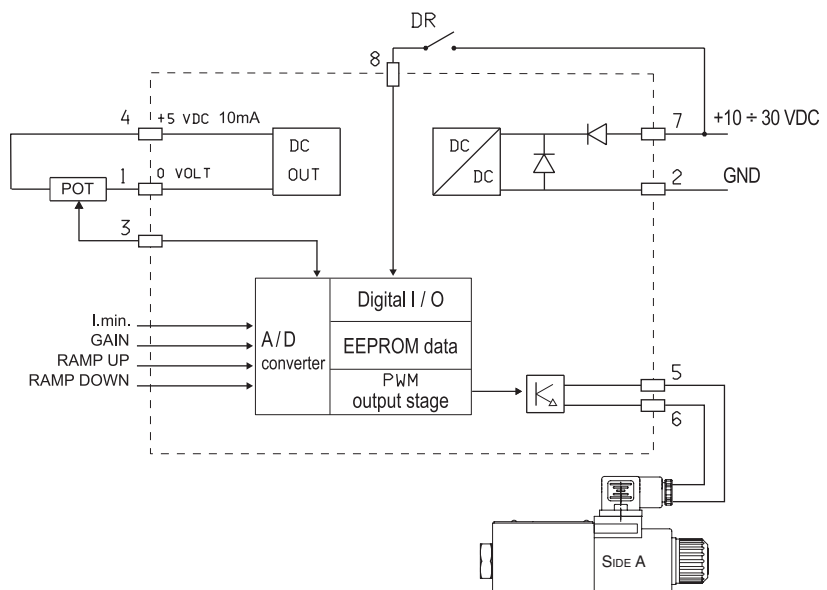 DR
8
4 +5 VDC 10mA
DC
OUT
DC
DC
7 +10 ÷ 30 VDC
POT
1 0 VOLT
2 GND
3
Digital I / O
I.min.
GAIN
RAMP UP
RAMP DOWN
A/D
converter
EEPROM data
PWM
output stage
5
6
SIDE A